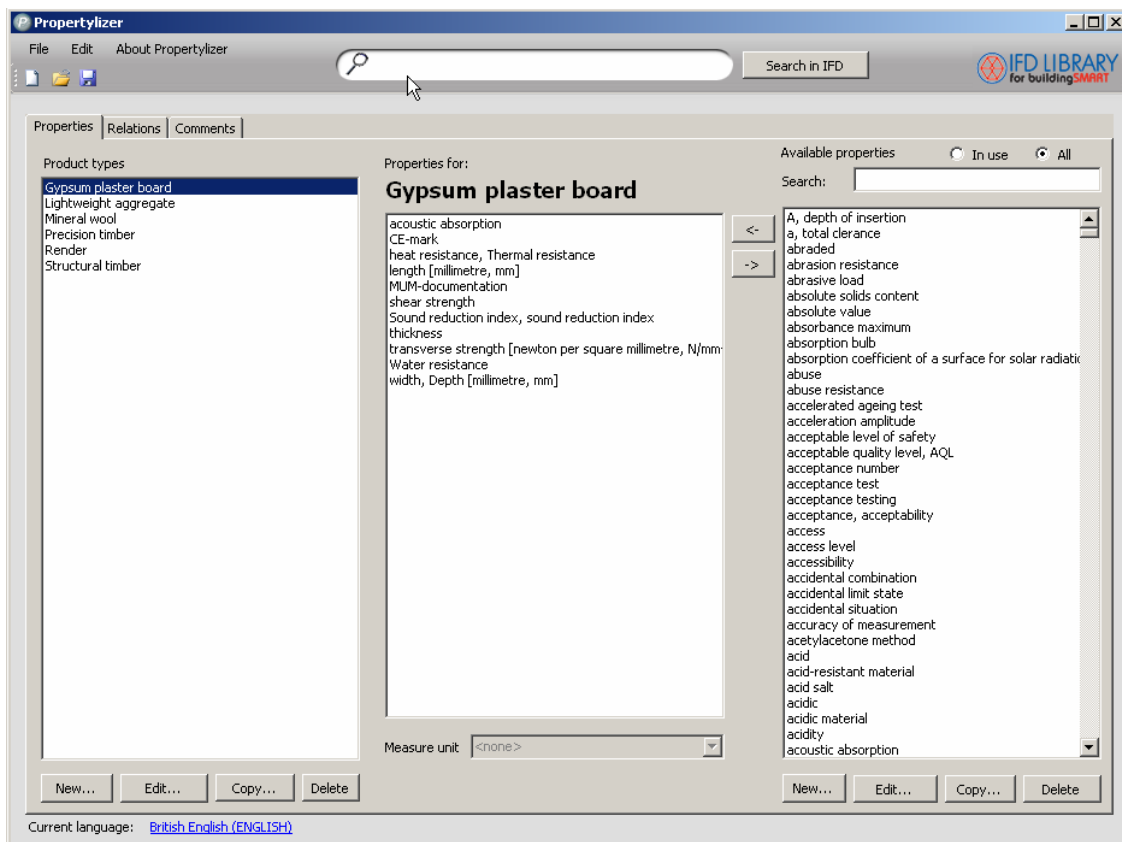 Propertylizer
File Edit About Propertylizer
Search in IFD
IFD LIBRARY
for buildingSMART
Properties Relations Comments
Product types
Gypsum plaster board
Lightweight aggregate
Mineral wool
Precision timber
Render
Structural timber
New... Edit... Copy... Delete
Properties for:
Gypsum plaster board
acoustic absorption
CE-mark
heat resistance, Thermal resistance
length [millimetre, mm]
MUM-documentation
shear strength
Sound reduction index, sound reduction index
thickness
transverse strength [newton per square millimetre, N/mm
Water resistance
width, Depth [millimetre, mm]
Measure unit <none>
<-
->
Available properties In use All
Search:
A, depth of insertion
a, total clerance
abraded
abrasion resistance
abrasive load
absolute solids content
absolute value
absorbance maximum
absorption bulb
absorption coefficient of a surface for solar radiatic
abuse
abuse resistance
accelerated ageing test
acceleration amplitude
acceptable level of safety
acceptable quality level, AQL
acceptance number
acceptance test
acceptance testing
acceptance, acceptability
access
access level
accessibility
accidental combination
accidental limit state
accidental situation
accuracy of measurement
acetylacetone method
acid
acid-resistant material
acid salt
acidic
acidic material
acidity
acoustic absorption
New... Edit... Copy... Delete
Current language: British English (ENGLISH)